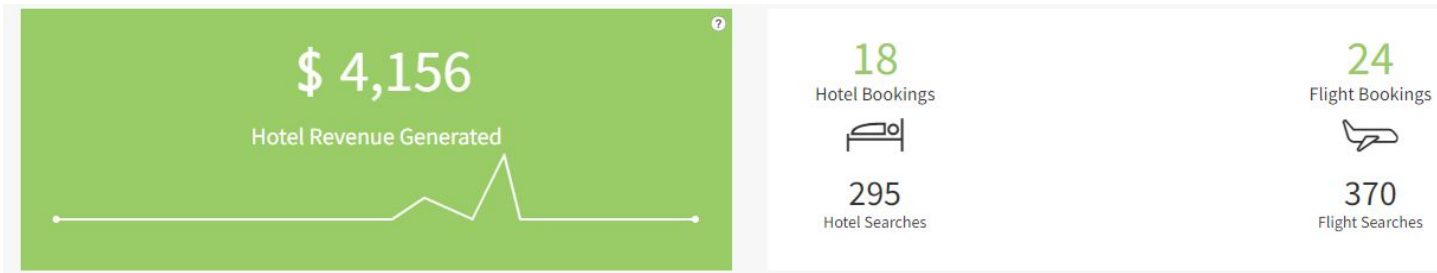 ?
$ 4,156
Hotel Revenue Generated
18
Hotel Bookings
295
Hotel Searches
24
Flight Bookings
370
Flight Searches